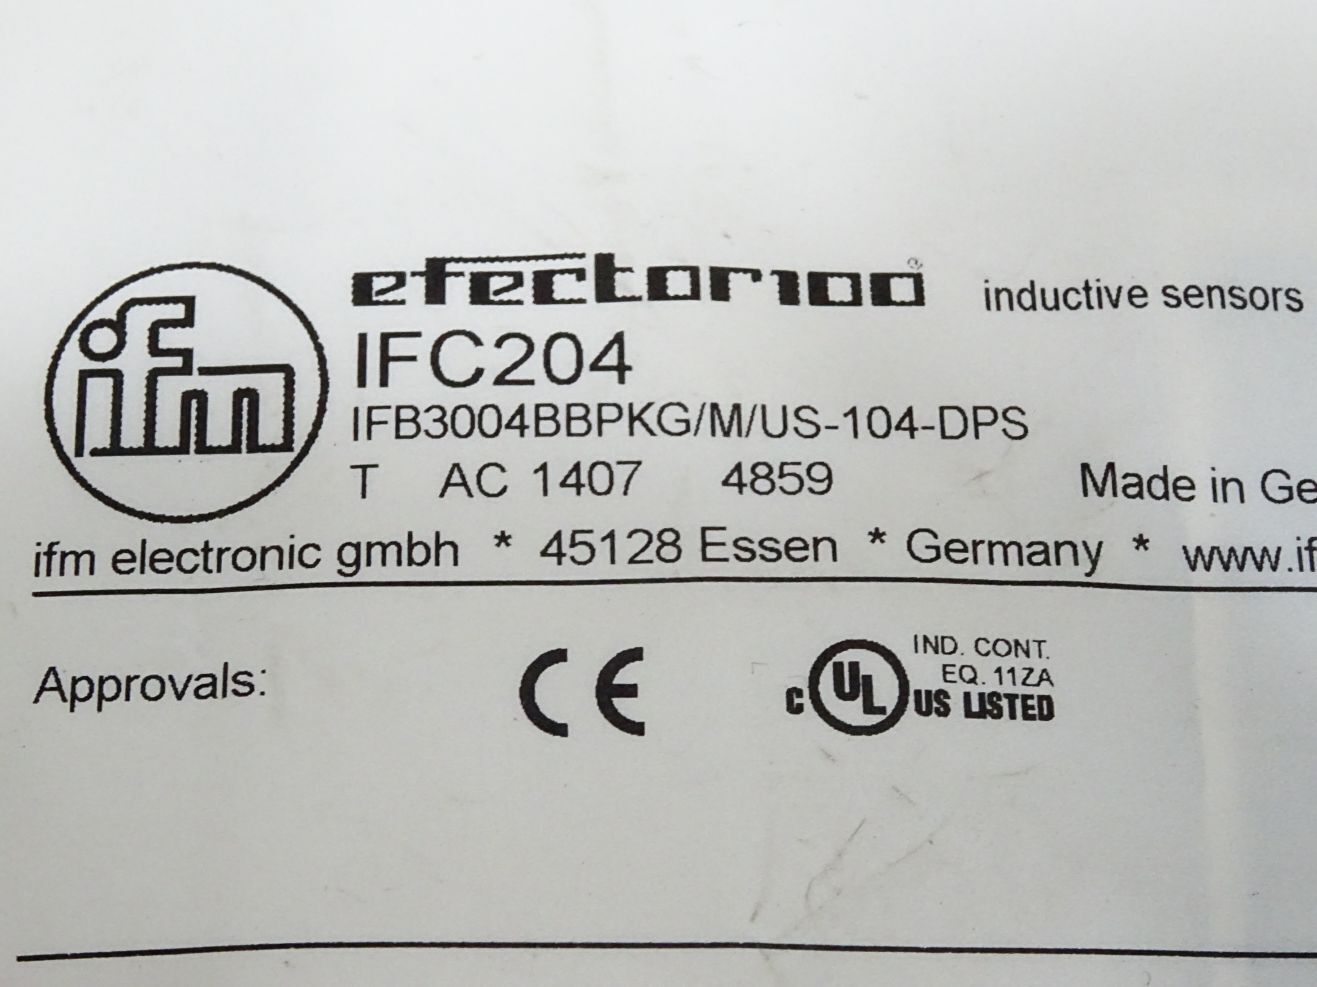 ifm
efector100® inductive sensors
IFC204
IFB3004BBPKG/M/US-104-DPS
T AC 1407 4859 Made in Ge
ifm electronic gmbh * 45128 Essen * Germany * www.if
Approvals: CE C UL US LISTED
IND. CONT.
EQ. 11ZA